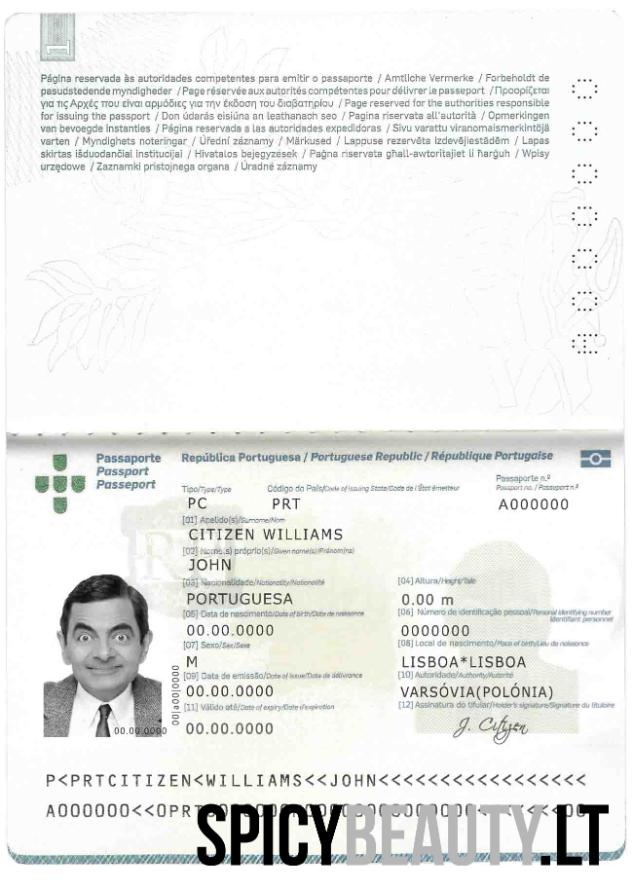 1
Página reservada às autoridades competentes para emitir o passaporte / Amtliche Vermerke / Forbeholdt de
pasudstedende myndigheder / Page réservée aux autorités compétentes pour délivrer le passeport / Προορίζεται
για τις Αρχές που είναι αρμόδιες για την έκδοση του διαβατηρίου / Page reserved for the authorities responsible
for issuing the passport / Don údarás eisiúna an leathanach seo / Pagina riservata all'autorità / Opmerkingen
van bevoegde instanties / Página reservada a las autoridades expedidoras / Sivu varattu viranomaismerkintöjä
varten / Myndighets noteringar / Úřední záznamy / Märkused / Lappuse rezervēta izdevējiestādēm / Lapas
skirtas išduodančiai institucijai / Hivatalos bejegyzések / Paġna riservata għall-awtoritajiet li ħarġuh / Wpisy
urzędowe / Zaznamki pristojnega organa / Úradné záznamy
Passaporte
Passport
Passeport
República Portuguesa / Portuguese Republic / République Portugaise
Tipo/Type/Type
Código do País/Code of Issuing State/Code de l'État émetteur
Passaporte n.º
Passport no. / Passeport n.º
PC
PRT
A000000
[01] Apelido(s)/Surname/Nom
CITIZEN WILLIAMS
[02] Nome(s) próprio(s)/Given name(s)/Prénom(ns)
JOHN
[03] Nacionalidade/Nationality/Nationalité
[04] Altura/Height/Taille
PORTUGUESA
0.00 m
[05] Data de nascimento/Date of birth/Date de naissance
[06] Número de identificação pessoal/Personal identifying number
Identifiant personnel
00.00.0000
0000000
[07] Sexo/Sex/Sexe
[08] Local de nascimento/Place of birth/Lieu de naissance
M
LISBOA*LISBOA
[09] Data de emissão/Date of issue/Date de délivrance
[10] Autoridade/Authority/Autorité
00.00.0000
VARSÓVIA(POLÓNIA)
[11] Válido até/Date of expiry/Date d'expiration
[12] Assinatura do titular/Holder's signature/Signature du titulaire
00.00.0000
J. Citizen
00.00.0000
00|a00|0000
P<PRTCITIZEN<WILLIAMS<<JOHN<<<<<<<<<<<<<<<<<
A000000<<0PRT
SPICYBEAUTY.LT